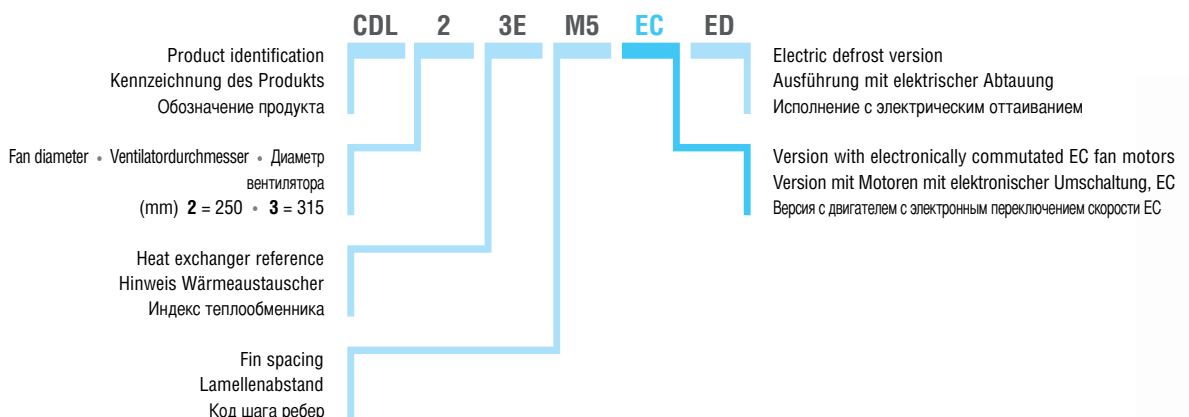 CDL 2 3E M5 EC ED
Product identification
Kennzeichnung des Produkts
Обозначение продукта
Electric defrost version
Ausführung mit elektrischer Abtauung
Исполнение с электрическим оттаиванием
Fan diameter • Ventilatordurchmesser • Диаметр
вентилятора
(mm) 2 = 250 • 3 = 315
Version with electronically commutated EC fan motors
Version mit Motoren mit elektronischer Umschaltung, EC
Версия с двигателем с электронным переключением скорости EC
Heat exchanger reference
Hinweis Wärmeaustauscher
Индекс теплообменника
Fin spacing
Lamellenabstand
Код шага ребер